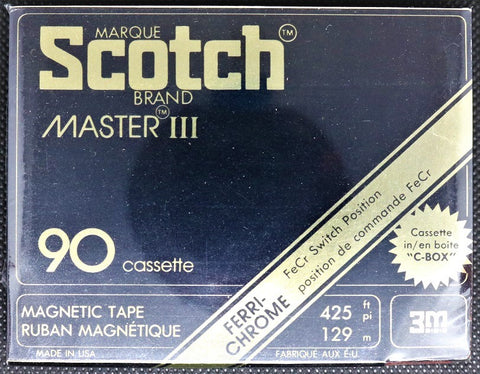 MARQUE
Scotch™
BRAND
MASTER™ III
FeCr Switch Position
position de commande FeCr
90 cassette
Cassette
in/en boite
"C-BOX"
FERRI-
CHROME
MAGNETIC TAPE
RUBAN MAGNÉTIQUE
425 ft
pi
129 m
3M
MADE IN USA
FABRIQUÉ AUX É-U.